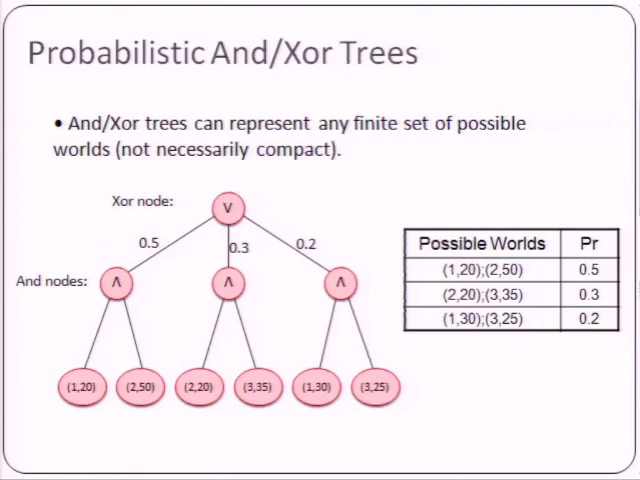 Probabilistic And/Xor Trees
• And/Xor trees can represent any finite set of possible
worlds (not necessarily compact).
Xor node:
V
0.5
0.3
0.2
And nodes:
Λ
Λ
Λ
(1,20)
(2,50)
(2,20)
(3,35)
(1,30)
(3,25)
Possible Worlds Pr
(1,20);(2,50) 0.5
(2,20);(3,35) 0.3
(1,30);(3,25) 0.2